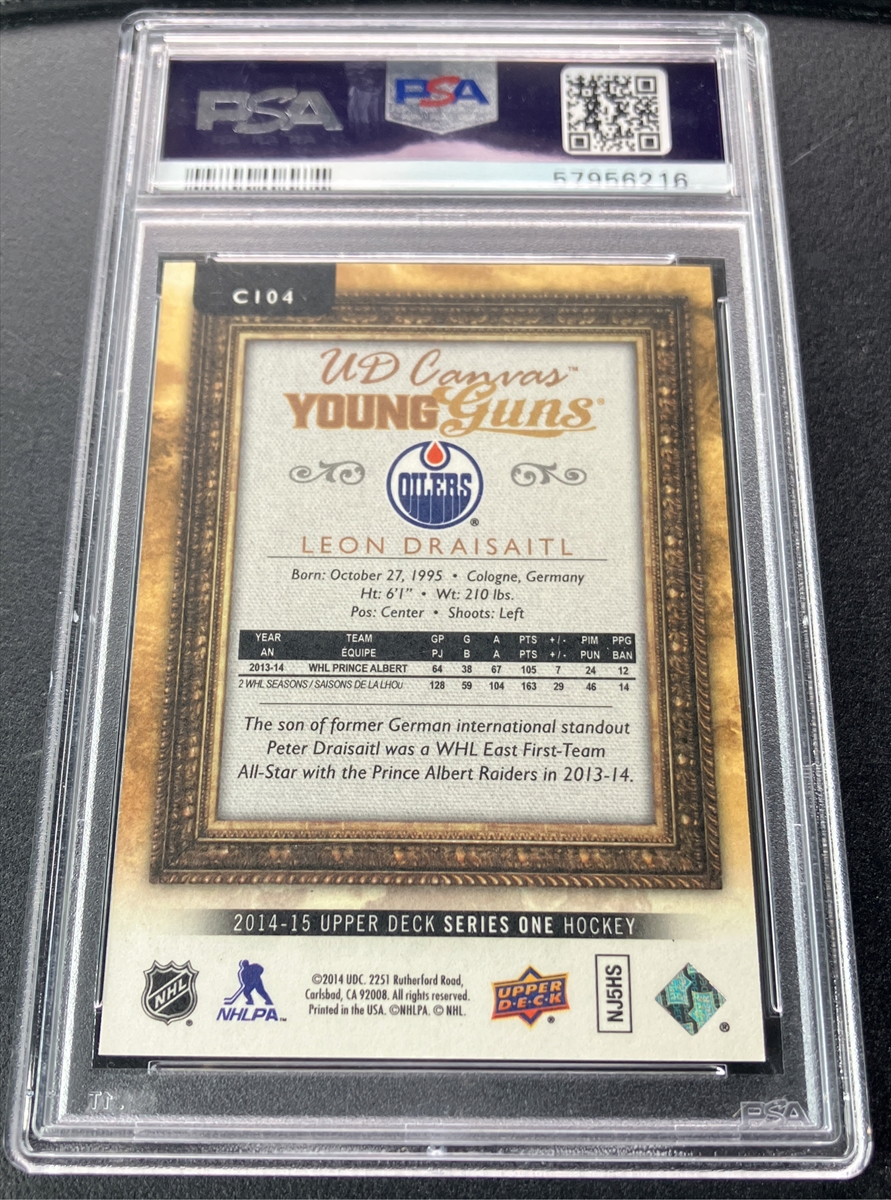 PSA PSA
57956216
C104
UD Canvas™
YOUNG Guns®
OILERS ®
LEON DRAISAITL
Born: October 27, 1995 • Cologne, Germany
Ht: 6'1" • Wt: 210 lbs.
Pos: Center • Shoots: Left
YEAR TEAM GP G A PTS +/- PIM PPG
AN ÉQUIPE PJ B A PTS +/- PUN BAN
2013-14 WHL PRINCE ALBERT 64 38 67 105 7 24 12
2 WHL SEASONS / SAISONS DE LA LHOu 128 59 104 163 29 46 14
The son of former German international standout
Peter Draisaitl was a WHL East First-Team
All-Star with the Prince Albert Raiders in 2013-14.
2014-15 UPPER DECK SERIES ONE HOCKEY
NHL ®
NHLPA™
©2014 UDC. 2251 Rutherford Road,
Carlsbad, CA 92008. All rights reserved.
Printed in the USA. ©NHLPA. © NHL.
UPPER DECK ®
NJ5HS
®
PSA